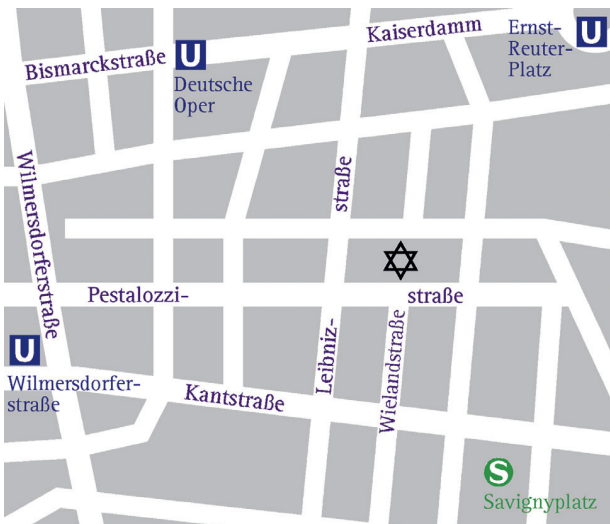 Kaiserdamm
Ernst-
Reuter-
Platz
U
U
Bismarckstraße
Deutsche
Oper
Wilmersdorferstraße
straße
Pestalozzi-
straße
Leibniz-
Wielandstraße
U
Wilmersdorfer-
straße
Kantstraße
S
Savignyplatz